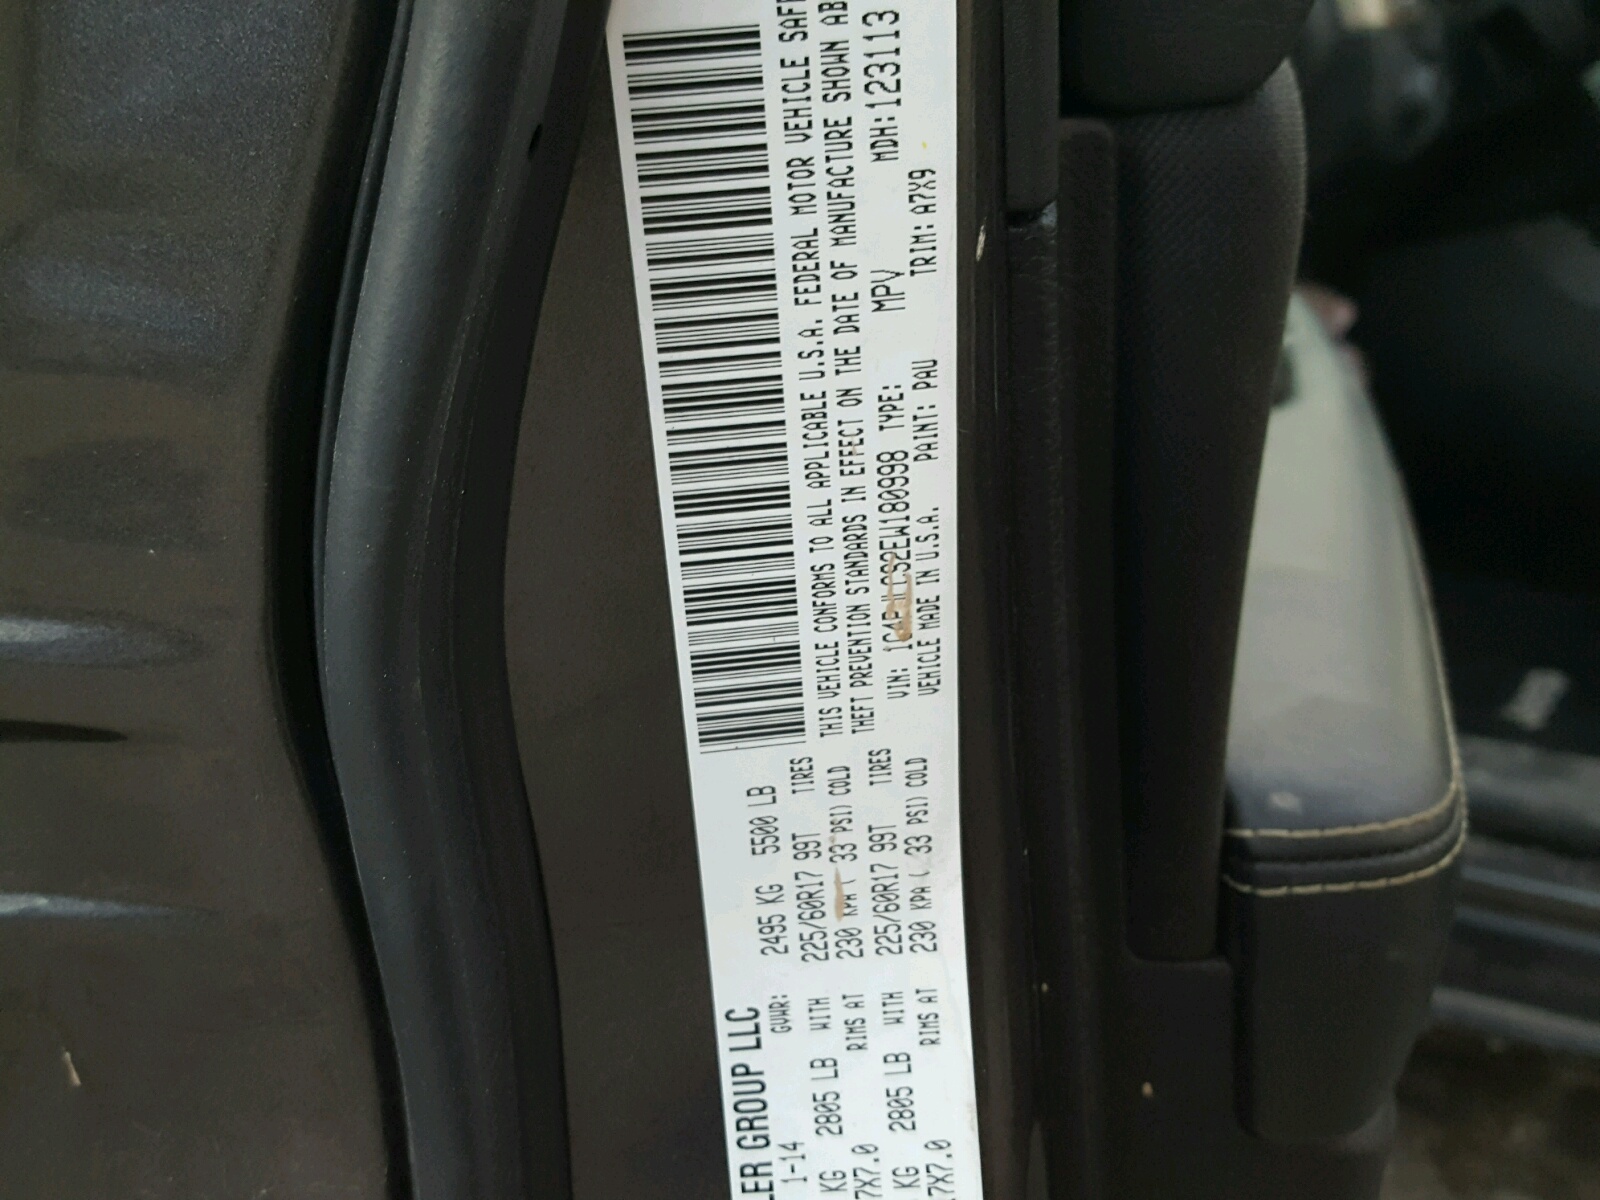 LER GROUP LLC
1-14 GVWR: 2495 KG 5500 LB
KG 2805 LB WITH 225/60R17 99T TIRES
7X7.0 RIMS AT 230 KPA ( 33 PSI) COLD
KG 2805 LB WITH 225/60R17 99T TIRES
7X7.0 RIMS AT 230 KPA ( 33 PSI) COLD
THIS VEHICLE CONFORMS TO ALL APPLICABLE U.S.A. FEDERAL MOTOR VEHICLE SAFE
THEFT PREVENTION STANDARDS IN EFFECT ON THE DATE OF MANUFACTURE SHOWN AB
VIN: 1C4PJLCS2EW180998 TYPE: MPV MDH: 123113
VEHICLE MADE IN U.S.A. PAINT: PAU TRIM: A7X9